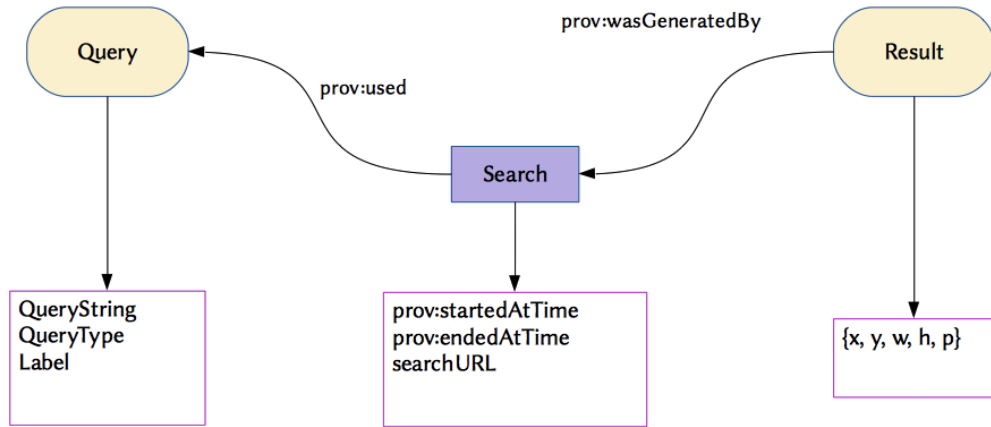 prov:wasGeneratedBy
Query
Result
prov:used
Search
QueryString
QueryType
Label
prov:startedAtTime
prov:endedAtTime
searchURL
{x, y, w, h, p}